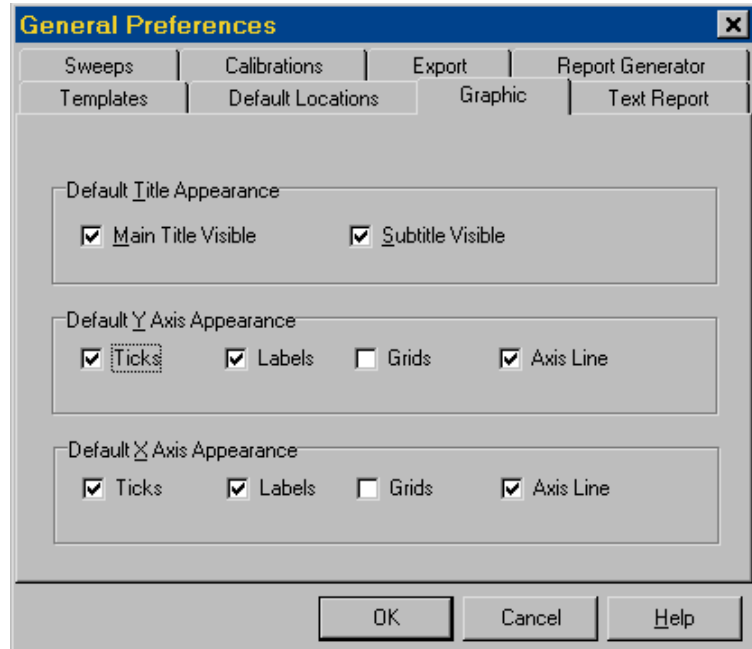 General Preferences
Sweeps Calibrations Export Report Generator
Templates Default Locations Graphic Text Report
Default Title Appearance
Main Title Visible Subtitle Visible
Default Y Axis Appearance
Ticks Labels Grids Axis Line
Default X Axis Appearance
Ticks Labels Grids Axis Line
OK Cancel Help